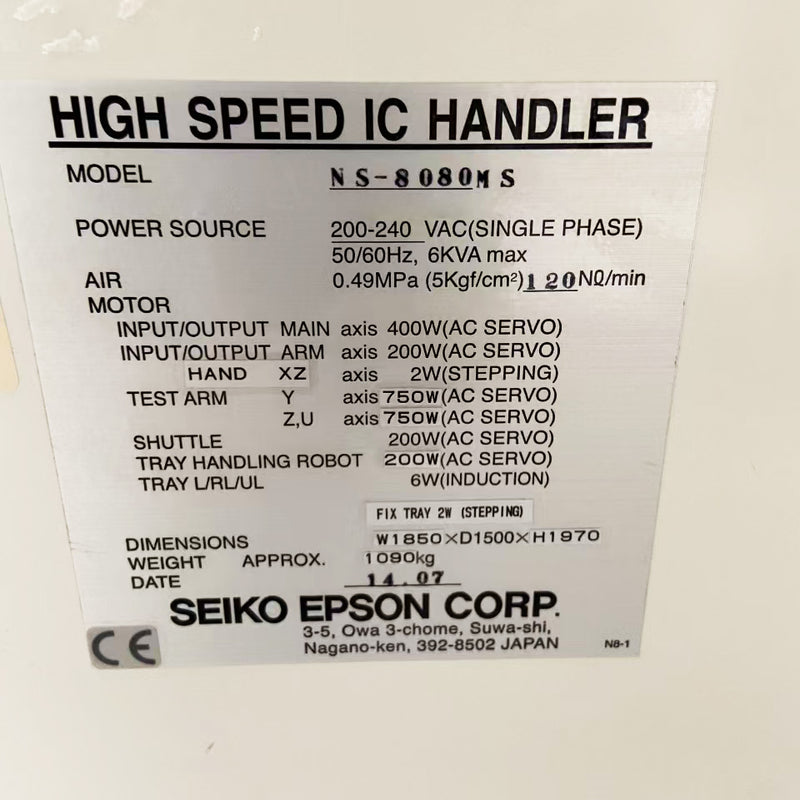 HIGH SPEED IC HANDLER
MODEL NS-8080MS
POWER SOURCE 200-240 VAC(SINGLE PHASE)
50/60Hz, 6KVA max
AIR 0.49MPa (5Kgf/cm²)120Nℓ/min
MOTOR
INPUT/OUTPUT MAIN axis 400W(AC SERVO)
INPUT/OUTPUT ARM axis 200W(AC SERVO)
HAND XZ axis 2W(STEPPING)
TEST ARM Y axis 750W(AC SERVO)
Z,U axis 750W(AC SERVO)
SHUTTLE 200W(AC SERVO)
TRAY HANDLING ROBOT 200W(AC SERVO)
TRAY L/RL/UL 6W(INDUCTION)
FIX TRAY 2W (STEPPING)
DIMENSIONS W1850×D1500×H1970
WEIGHT APPROX. 1090kg
DATE 14.07
SEIKO EPSON CORP.
3-5, Owa 3-chome, Suwa-shi,
Nagano-ken, 392-8502 JAPAN
CE
N8-1